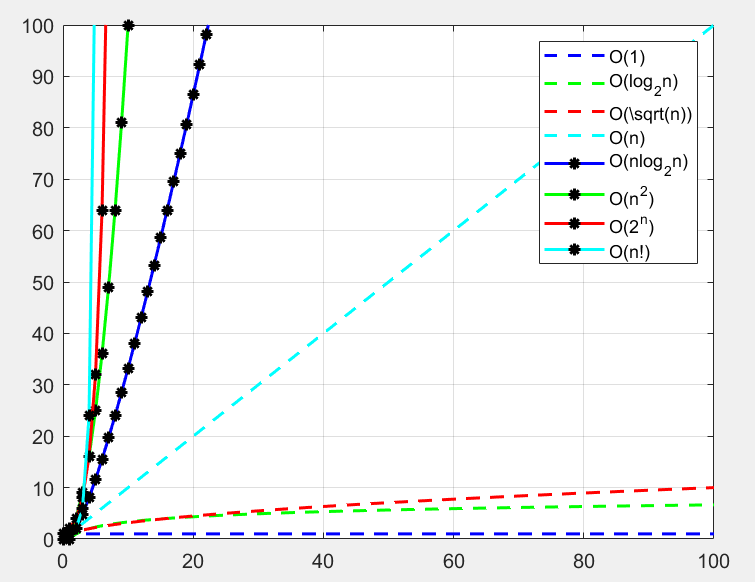 100
90
80
70
60
50
40
30
20
10
0
0 20 40 60 80 100
O(1)
O(log₂n)
O(\sqrt(n))
O(n)
O(nlog₂n)
O(n²)
O(2ⁿ)
O(n!)